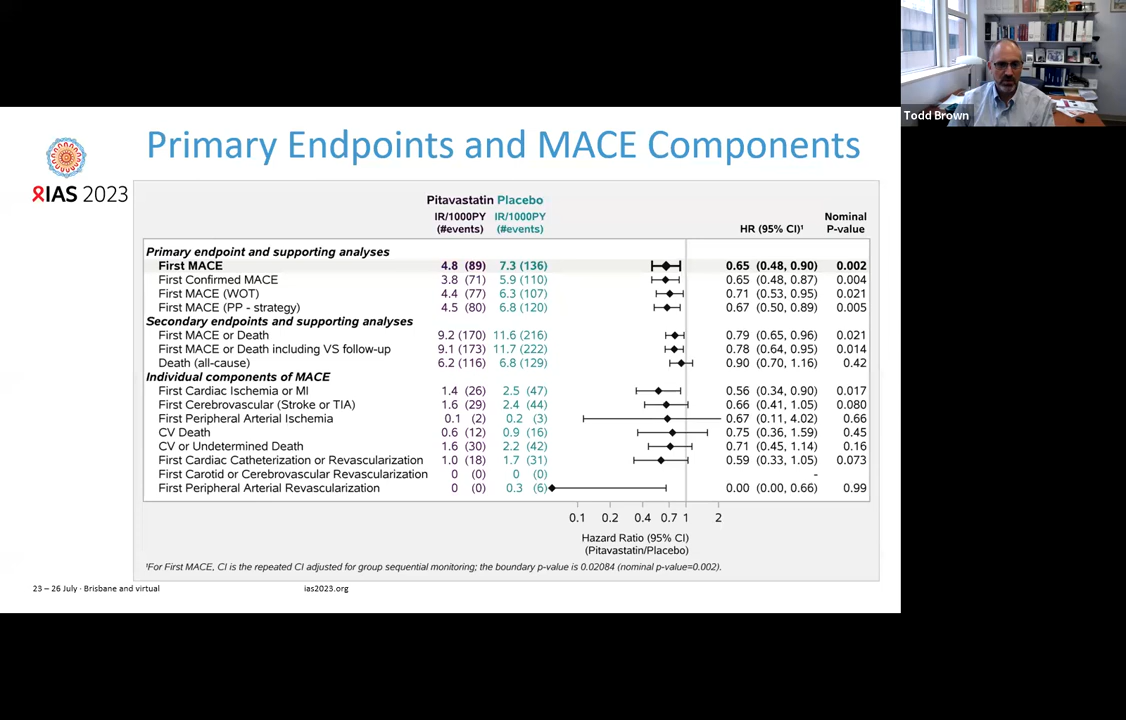 Todd Brown
Primary Endpoints and MACE Components
IAS 2023
Pitavastatin Placebo
IR/1000PY IR/1000PY Nominal
(#events) (#events) HR (95% CI)¹ P-value
Primary endpoint and supporting analyses
First MACE 4.8 (89) 7.3 (136) 0.65 (0.48, 0.90) 0.002
First Confirmed MACE 3.8 (71) 5.9 (110) 0.65 (0.48, 0.87) 0.004
First MACE (WOT) 4.4 (77) 6.3 (107) 0.71 (0.53, 0.95) 0.021
First MACE (PP - strategy) 4.5 (80) 6.8 (120) 0.67 (0.50, 0.89) 0.005
Secondary endpoints and supporting analyses
First MACE or Death 9.2 (170) 11.6 (216) 0.79 (0.65, 0.96) 0.021
First MACE or Death including VS follow-up 9.1 (173) 11.7 (222) 0.78 (0.64, 0.95) 0.014
Death (all-cause) 6.2 (116) 6.8 (129) 0.90 (0.70, 1.16) 0.42
Individual components of MACE
First Cardiac Ischemia or MI 1.4 (26) 2.5 (47) 0.56 (0.34, 0.90) 0.017
First Cerebrovascular (Stroke or TIA) 1.6 (29) 2.4 (44) 0.66 (0.41, 1.05) 0.080
First Peripheral Arterial Ischemia 0.1 (2) 0.2 (3) 0.67 (0.11, 4.02) 0.66
CV Death 0.6 (12) 0.9 (16) 0.75 (0.36, 1.59) 0.45
CV or Undetermined Death 1.6 (30) 2.2 (42) 0.71 (0.45, 1.14) 0.16
First Cardiac Catheterization or Revascularization 1.0 (18) 1.7 (31) 0.59 (0.33, 1.05) 0.073
First Carotid or Cerebrovascular Revascularization 0 (0) 0 (0) -
First Peripheral Arterial Revascularization 0 (0) 0.3 (6) 0.00 (0.00, 0.66) 0.99
0.1 0.2 0.4 0.7 1 2
Hazard Ratio (95% CI)
(Pitavastatin/Placebo)
¹For First MACE, CI is the repeated CI adjusted for group sequential monitoring; the boundary p-value is 0.02084 (nominal p-value=0.002).
23 – 26 July · Brisbane and virtual ias2023.org